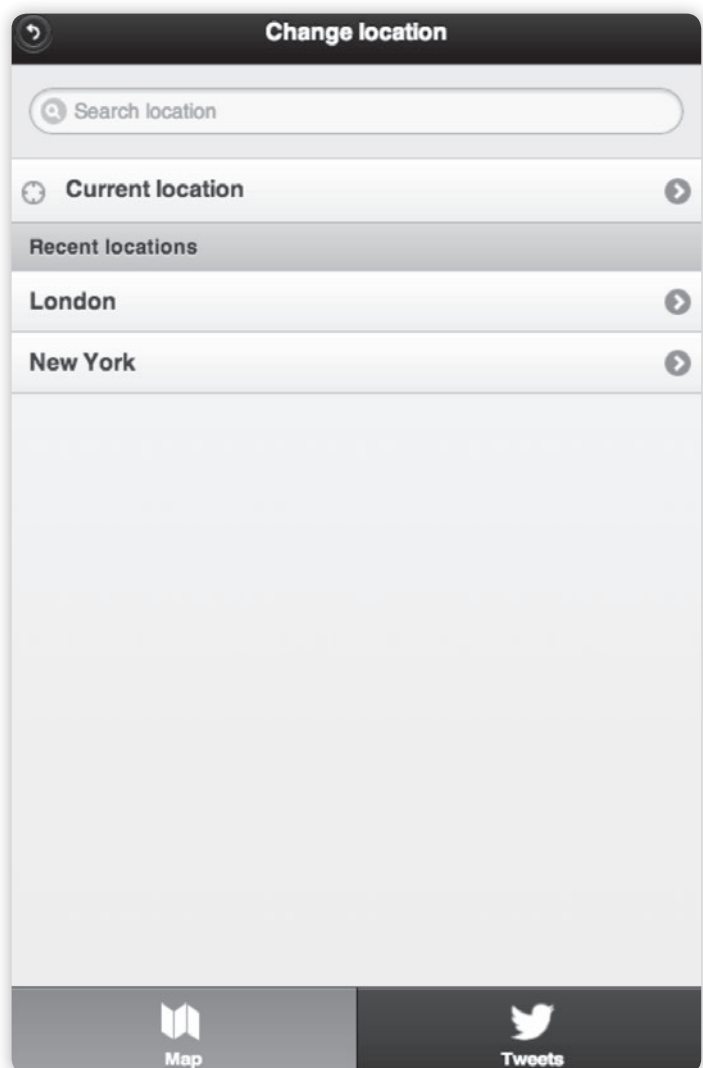 Change location
Search location
Current location
Recent locations
London
New York
Map
Tweets